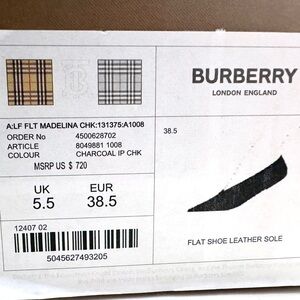 BURBERRY
LONDON ENGLAND
A:LF FLT MADELINA CHK:131375:A1008
ORDER No 4500628702
ARTICLE 8049881 1008
COLOUR CHARCOAL IP CHK
MSRP US $ 720
38.5
UK EUR
5.5 38.5
12407 02
5045627493205
FLAT SHOE LEATHER SOLE